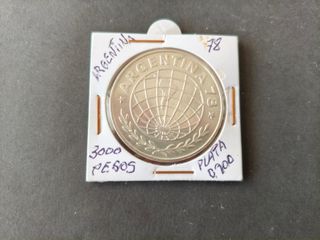 ARGENTINA
78
ARGENTINA 78
3000
PESOS
PLATA
0.900